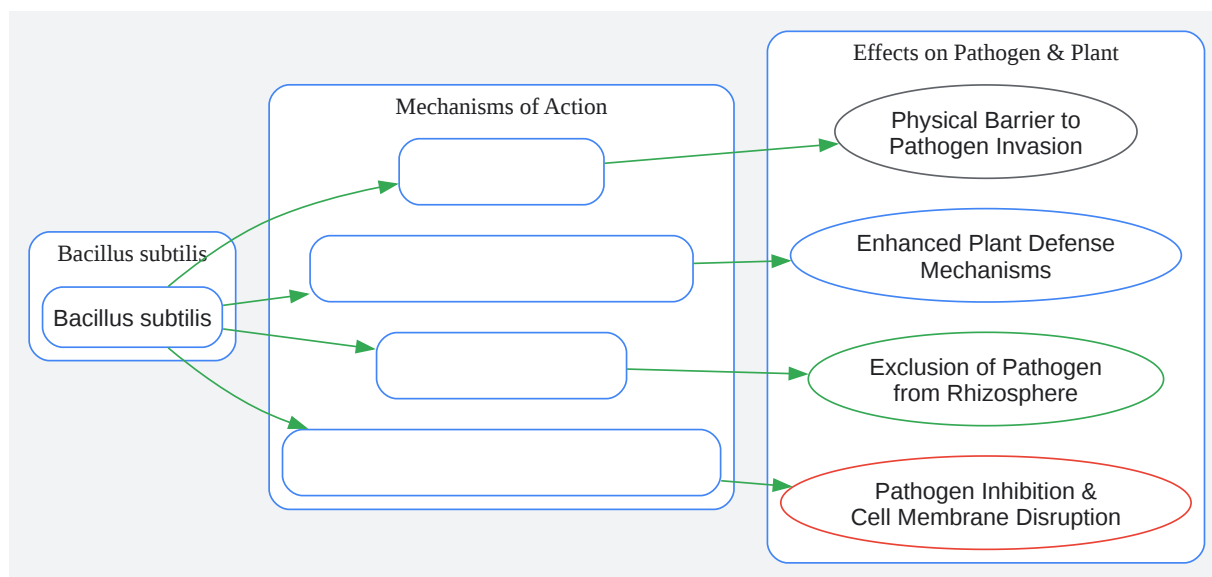 Bacillus subtilis
Bacillus subtilis
Mechanisms of Action
Effects on Pathogen & Plant
Physical Barrier to
Pathogen Invasion
Enhanced Plant Defense
Mechanisms
Exclusion of Pathogen
from Rhizosphere
Pathogen Inhibition &
Cell Membrane Disruption